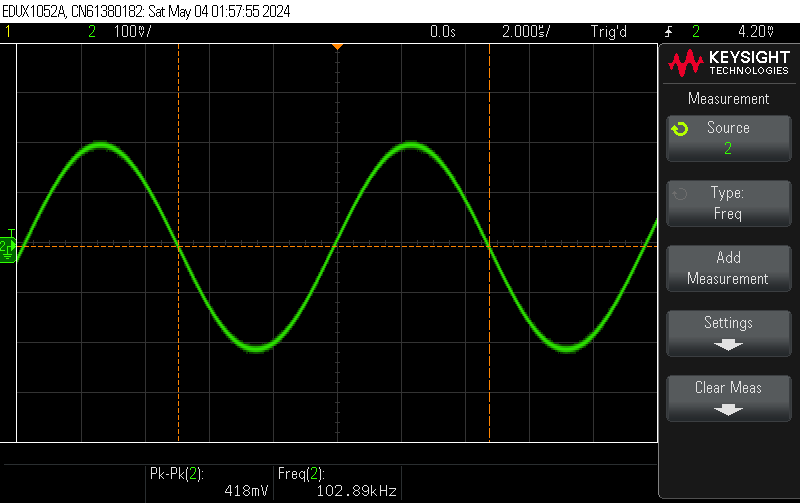 EDUX1052A, CN61380182: Sat May 04 01:57:55 2024
1 2 100V/ 0.0s 2.000s/ Trig'd 2 4.20V
KEYSIGHT
TECHNOLOGIES
Measurement
Source
2
Type:
Freq
Add
Measurement
Settings
Clear Meas
T
2
Pk-Pk(2): Freq(2):
418mV 102.89kHz